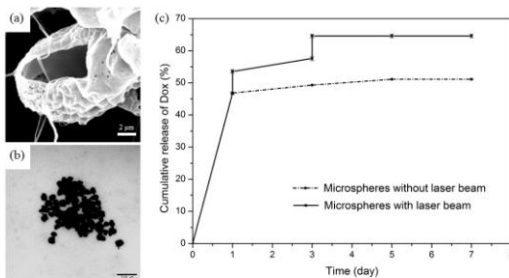 (a)
2 μm
(b)
(c)
Cumulative release of Dox (%)
70
60
50
40
30
20
10
0
0 1 2 3 4 5 6 7 8
Microspheres without laser beam
Microspheres with laser beam
Time (day)